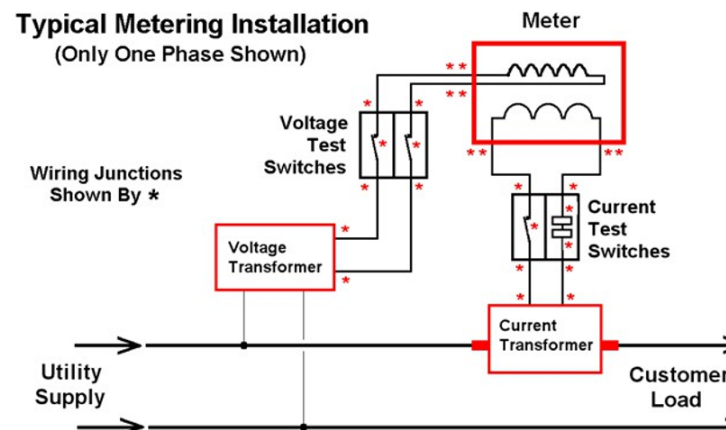 Typical Metering Installation
(Only One Phase Shown)
Meter
* *
* *
* *
* *
Voltage
Test
Switches
Wiring Junctions
Shown By *
Current
Test
Switches
Voltage
Transformer
Current
Transformer
Utility
Supply
Customer
Load